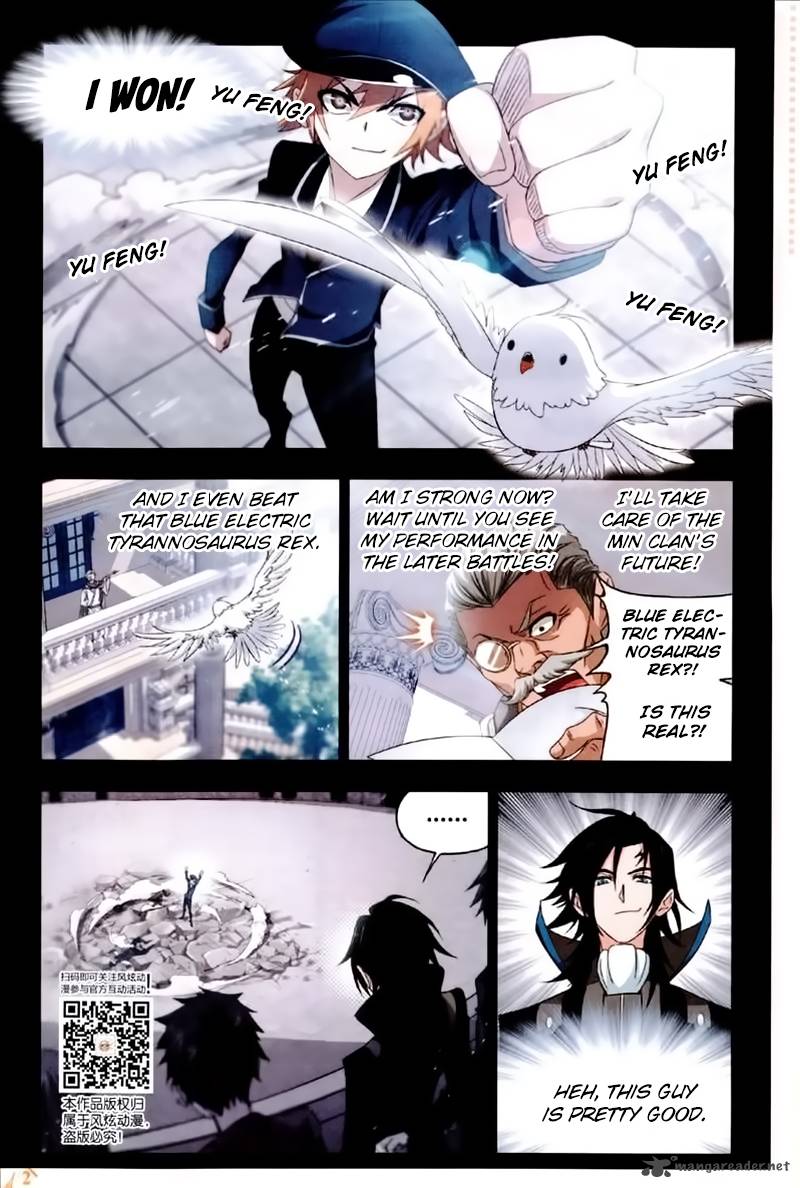 I WON!
YU FENG!
YU FENG!
YU FENG!
YU FENG!
AND I EVEN BEAT
THAT BLUE ELECTRIC
TYRANNOSAURUS REX.
AM I STRONG NOW?
WAIT UNTIL YOU SEE
MY PERFORMANCE IN
THE LATER BATTLES!
I'LL TAKE
CARE OF THE
MIN CLAN'S
FUTURE!
BLUE ELEC-
TRIC TYRAN-
NOSAURUS
REX?!
IS THIS
REAL?!
......
扫码即可关注风炫动
漫参与官方互动活动!
本作品版权归
属于风炫动漫,
盗版必究!
HEH, THIS GUY
IS PRETTY GOOD.
2
mangareader.net